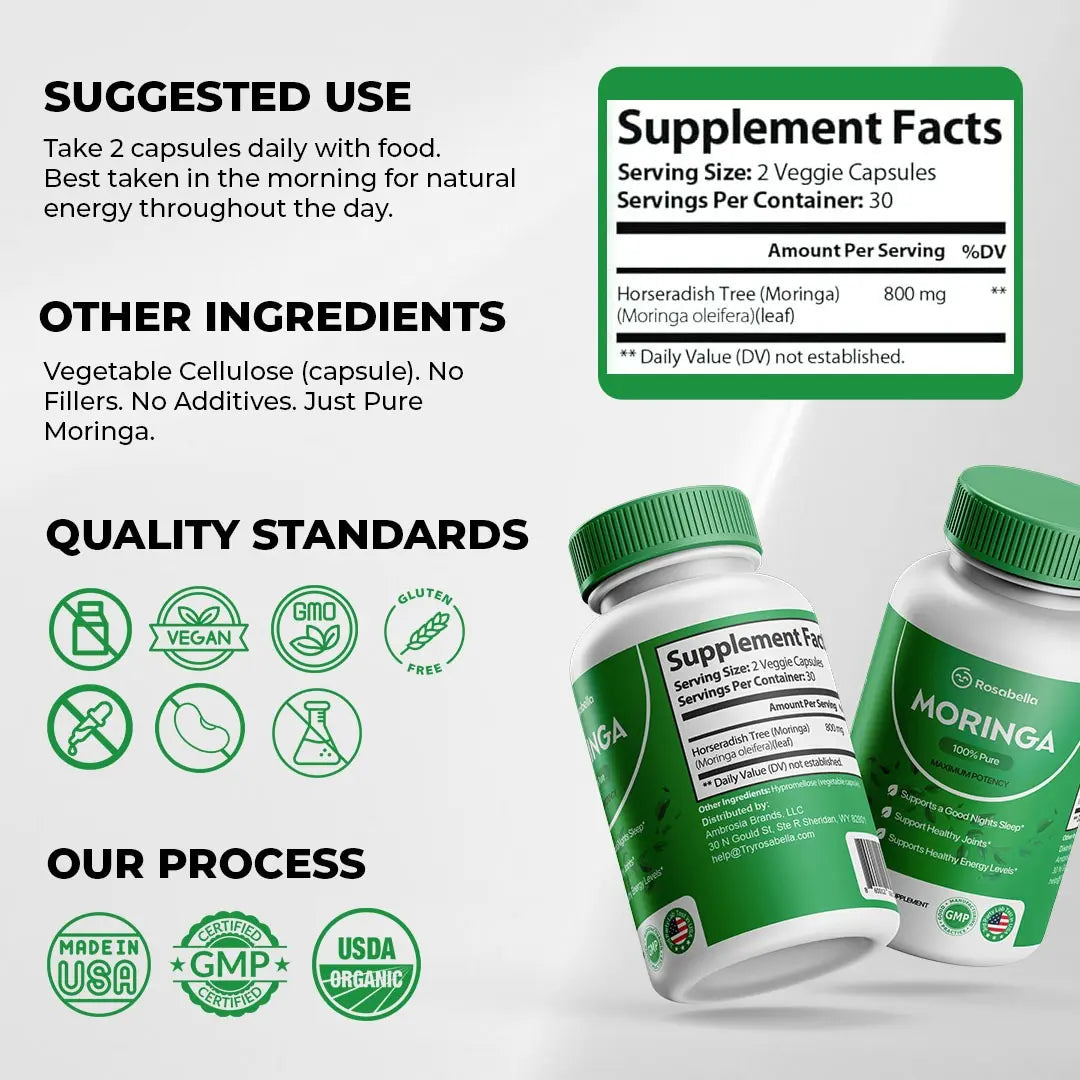 SUGGESTED USE
Take 2 capsules daily with food.
Best taken in the morning for natural
energy throughout the day.
OTHER INGREDIENTS
Vegetable Cellulose (capsule). No
Fillers. No Additives. Just Pure
Moringa.
QUALITY STANDARDS
VEGAN
GMO
GLUTEN
FREE
OUR PROCESS
MADE IN
USA
CERTIFIED
GMP
CERTIFIED
USDA
ORGANIC
Supplement Facts
Serving Size: 2 Veggie Capsules
Servings Per Container: 30
Amount Per Serving %DV
Horseradish Tree (Moringa) 800 mg **
(Moringa oleifera)(leaf)
** Daily Value (DV) not established.
Supplement
Serving Size: 2 Veggie Capsules
Servings Per Container: 30
Amount Per Serving
Horseradish Tree (Moringa) 800 mg
(Moringa oleifera)(leaf)
** Daily Value (DV) not established.
Other Ingredients: Hypromellose (vegetable
Distributed by:
Ambrosia Brands, LLC
30 N Gould St, Ste R Sheridan, WY 82801
help@Tryrosabella.com
GMP
Rosabella
MORINGA
100% Pure
MAXIMUM POTENCY
Supports a Good Nights Sleep*
Support Healthy Joints*
Supports Healthy Energy Levels*
GMP